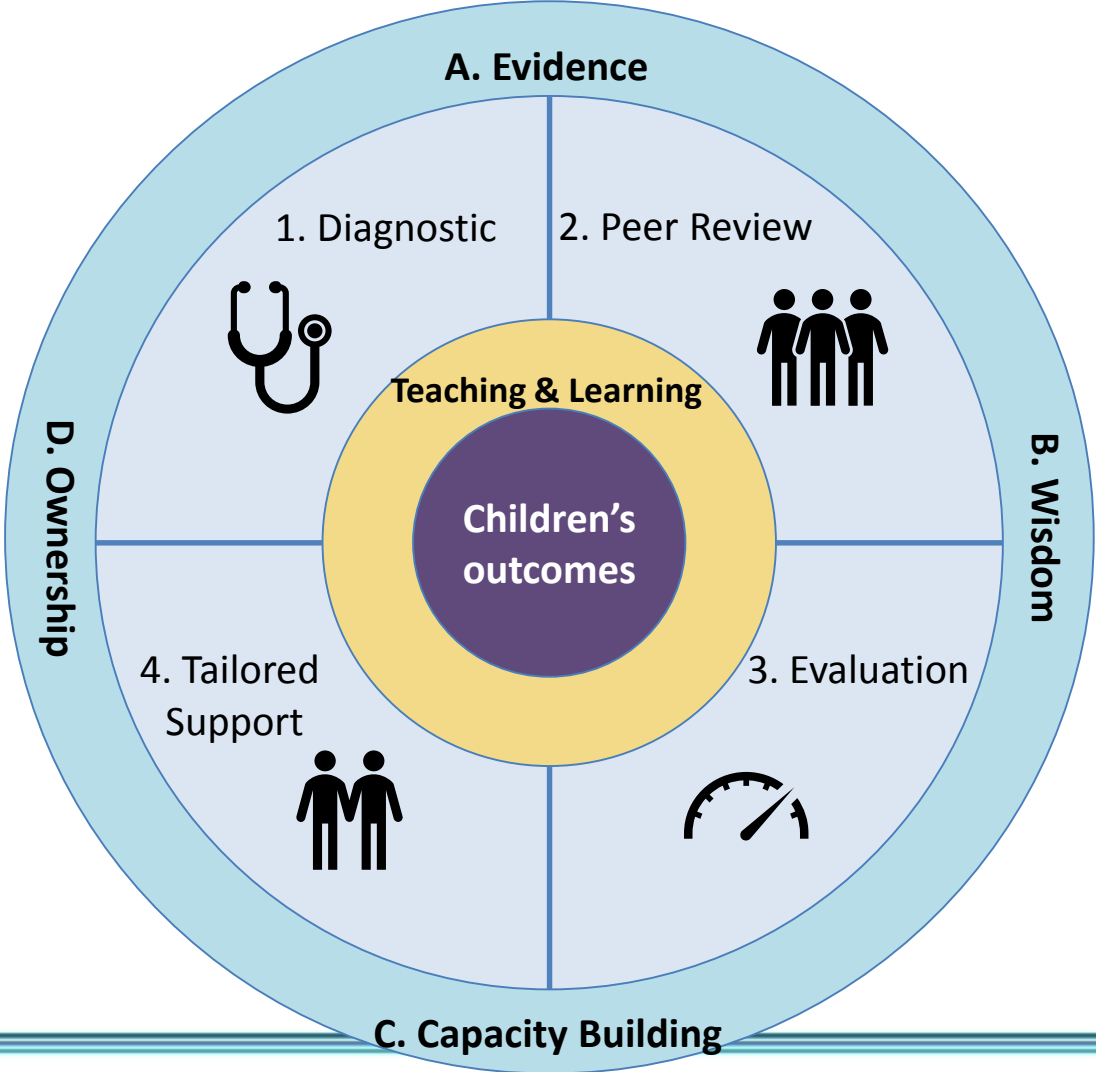 A. Evidence
1. Diagnostic
2. Peer Review
Teaching & Learning
D. Ownership
B. Wisdom
Children’s
outcomes
4. Tailored
Support
3. Evaluation
C. Capacity Building